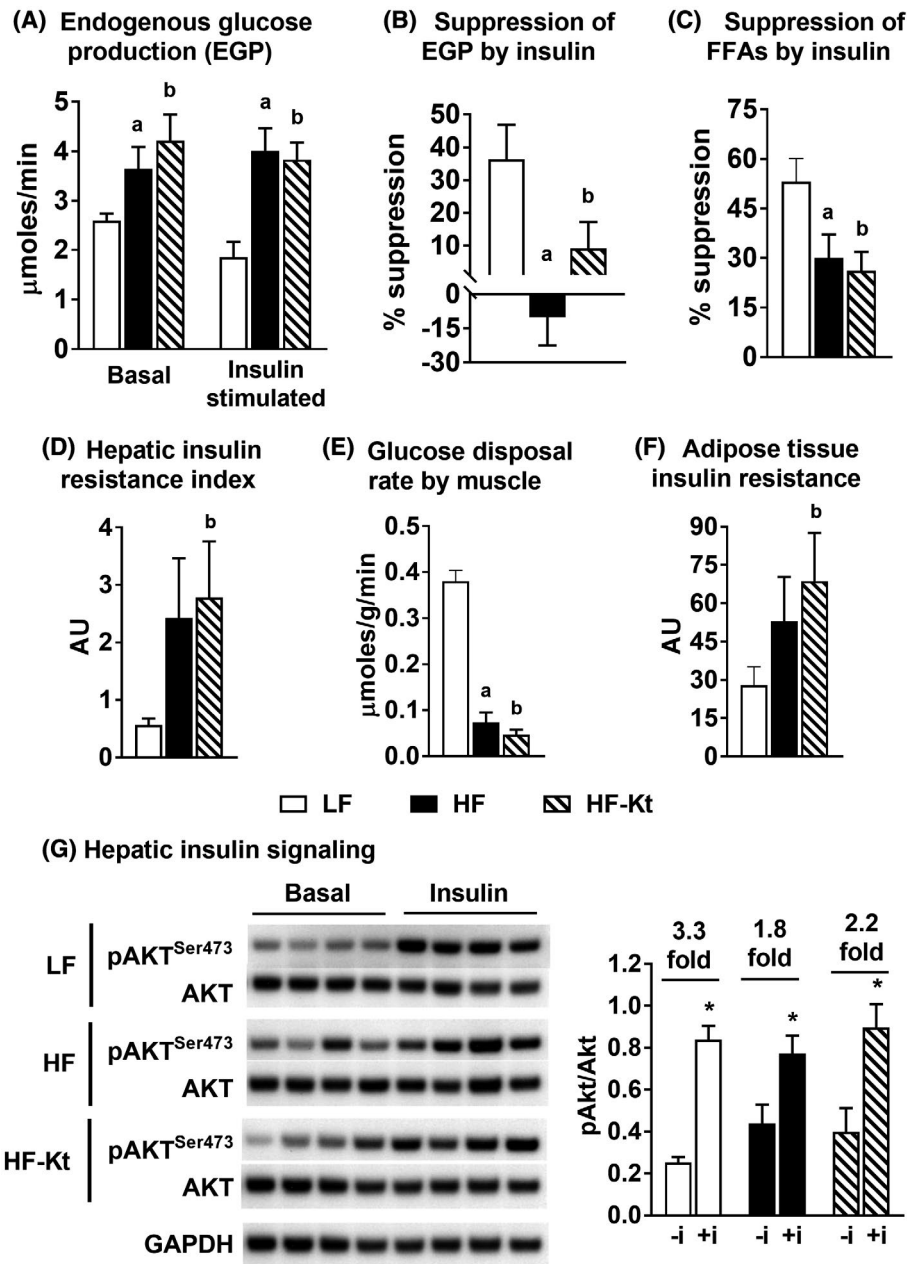 (A) Endogenous glucose
production (EGP)
µmoles/min
5
4
3
2
1
0
a
b
a
b
Basal
Insulin
stimulated
(B) Suppression of
EGP by insulin
% suppression
50
40
30
20
10
0
-15
-30
a
b
(C) Suppression of
FFAs by insulin
% suppression
75
60
45
30
15
0
a
b
(D) Hepatic insulin
resistance index
AU
4
3
2
1
0
b
(E) Glucose disposal
rate by muscle
µmoles/g/min
0.5
0.4
0.3
0.2
0.1
0.0
a
b
(F) Adipose tissue
insulin resistance
AU
90
75
60
45
30
15
0
b
LF HF HF-Kt
(G) Hepatic insulin signaling
Basal Insulin
LF
pAKTSer473
AKT
HF
pAKTSer473
AKT
HF-Kt
pAKTSer473
AKT
GAPDH
pAkt/Akt
1.2
1.0
0.8
0.6
0.4
0.2
0.0
3.3
fold
1.8
fold
2.2
fold
*
*
*
-i +i -i +i -i +i